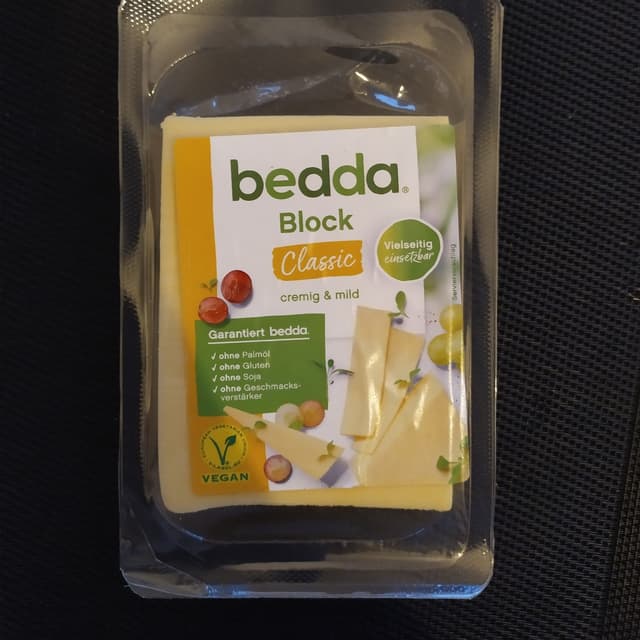 bedda®
Block
Classic
Vielseitig
einsetzbar
cremig & mild
Serviervorschlag
Garantiert bedda.
✓ ohne Palmöl
✓ ohne Gluten
✓ ohne Soja
✓ ohne Geschmacks-
verstärker
VEGAN